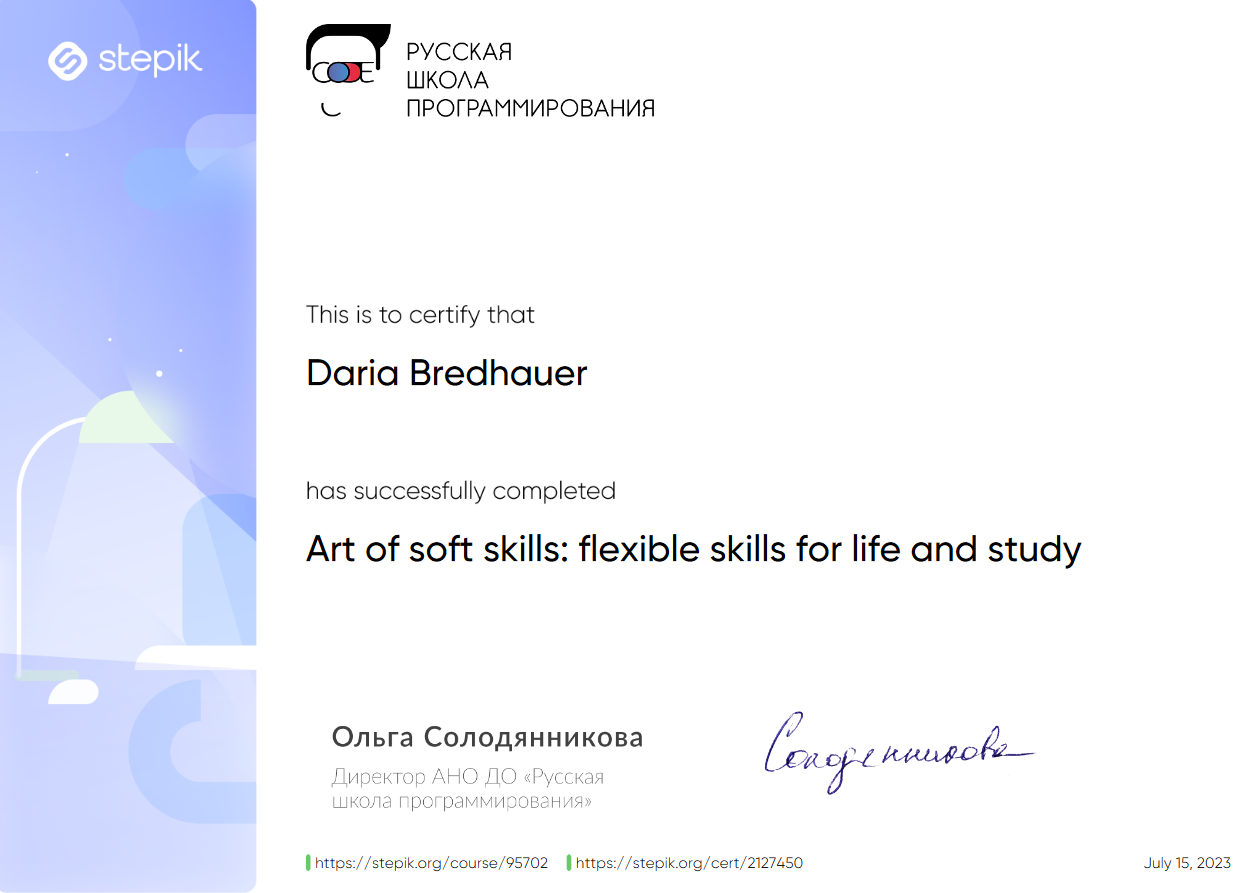 stepik
CODE
РУССКАЯ
ШКОЛА
ПРОГРАММИРОВАНИЯ
This is to certify that
Daria Bredhauer
has successfully completed
Art of soft skills: flexible skills for life and study
Ольга Солодянникова
Директор АНО ДО «Русская
школа программирования»
Солодянникова
https://stepik.org/course/95702 https://stepik.org/cert/2127450 July 15, 2023